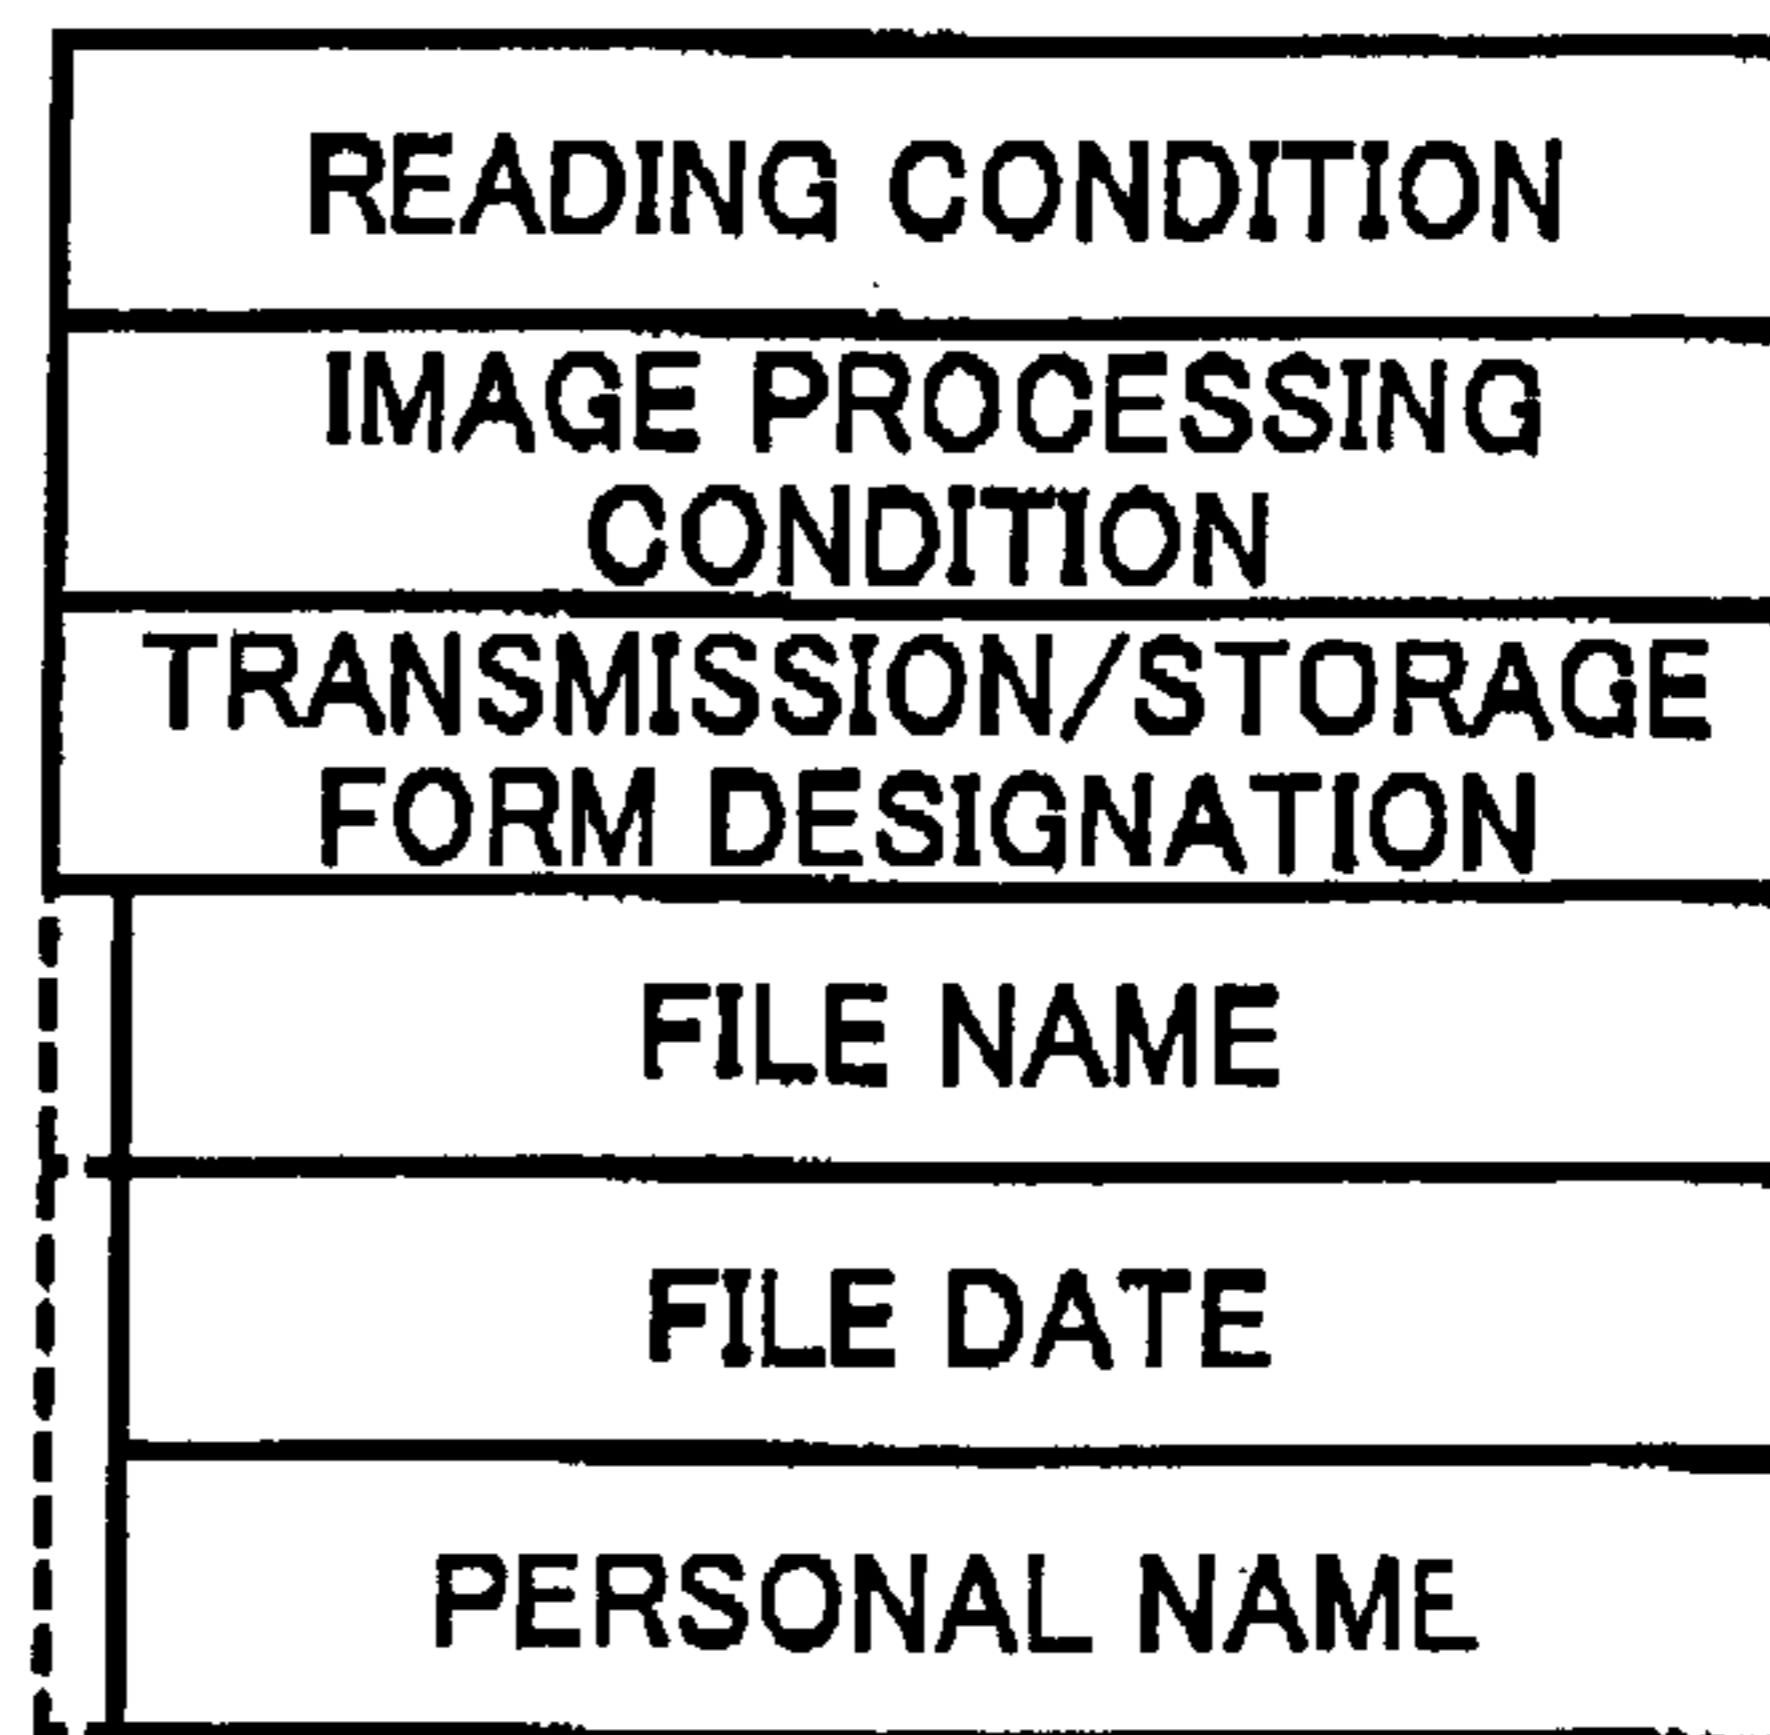 READING CONDITION
IMAGE PROCESSING
CONDITION
TRANSMISSION/STORAGE
FORM DESIGNATION
FILE NAME
FILE DATE
PERSONAL NAME